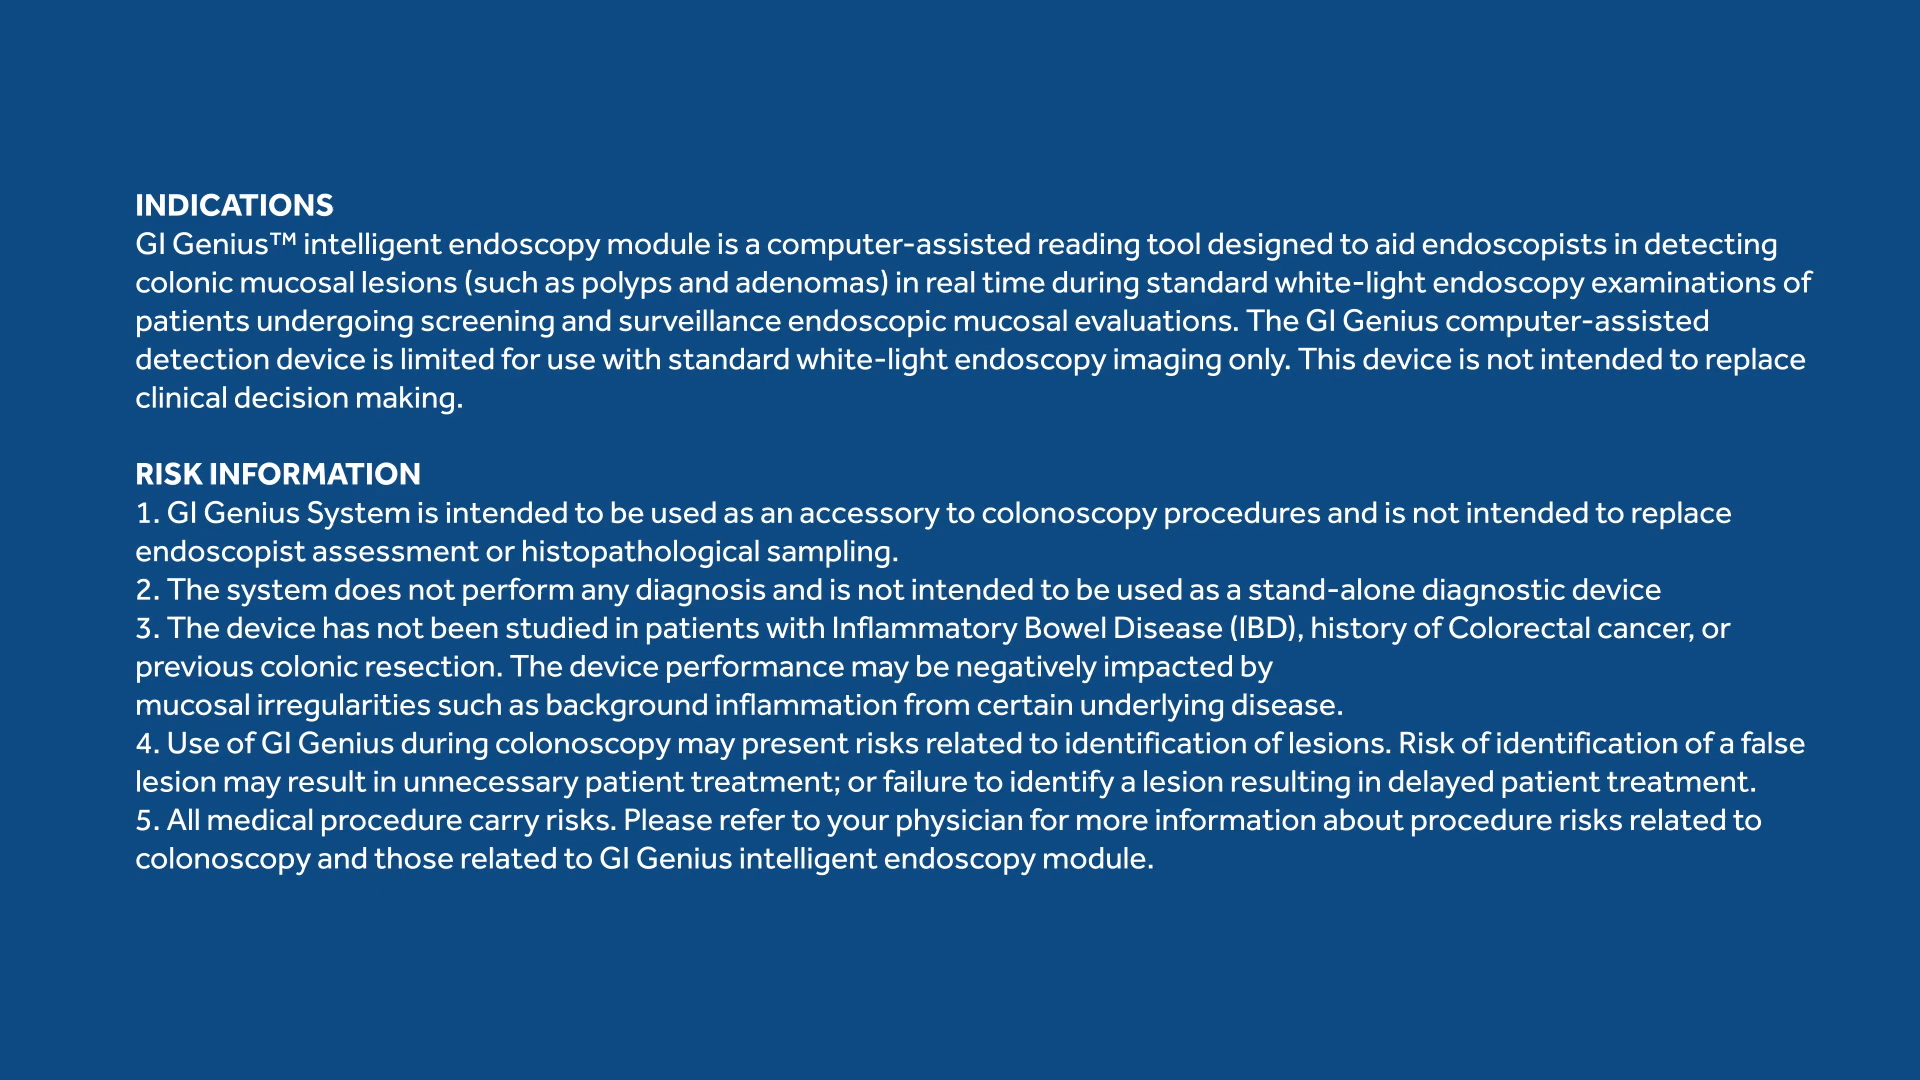 INDICATIONS
GI Genius™ intelligent endoscopy module is a computer-assisted reading tool designed to aid endoscopists in detecting
colonic mucosal lesions (such as polyps and adenomas) in real time during standard white-light endoscopy examinations of
patients undergoing screening and surveillance endoscopic mucosal evaluations. The GI Genius computer-assisted
detection device is limited for use with standard white-light endoscopy imaging only. This device is not intended to replace
clinical decision making.
RISK INFORMATION
1. GI Genius System is intended to be used as an accessory to colonoscopy procedures and is not intended to replace
endoscopist assessment or histopathological sampling.
2. The system does not perform any diagnosis and is not intended to be used as a stand-alone diagnostic device
3. The device has not been studied in patients with Inflammatory Bowel Disease (IBD), history of Colorectal cancer, or
previous colonic resection. The device performance may be negatively impacted by
mucosal irregularities such as background inflammation from certain underlying disease.
4. Use of GI Genius during colonoscopy may present risks related to identification of lesions. Risk of identification of a false
lesion may result in unnecessary patient treatment; or failure to identify a lesion resulting in delayed patient treatment.
5. All medical procedure carry risks. Please refer to your physician for more information about procedure risks related to
colonoscopy and those related to GI Genius intelligent endoscopy module.